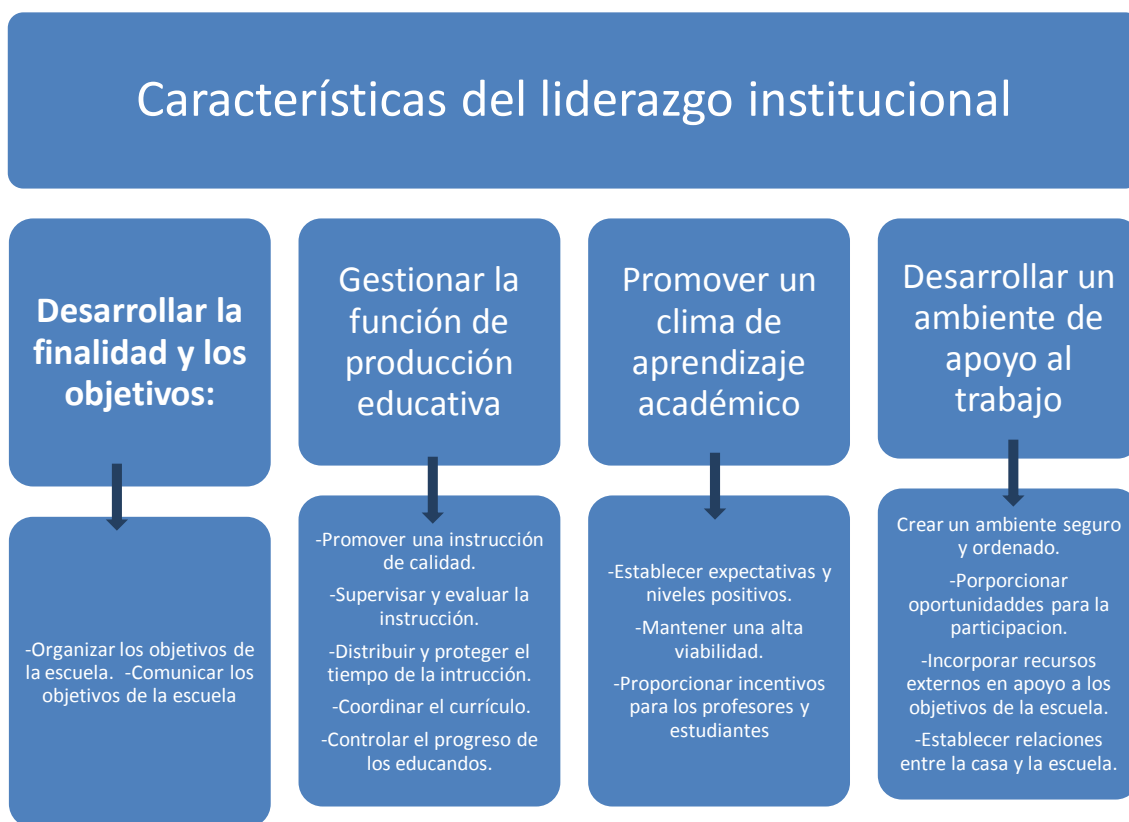 Características del liderazgo institucional
Desarrollar la
finalidad y los
objetivos:
-Organizar los objetivos de
la escuela.  -Comunicar los
objetivos de la escuela
Gestionar la
función de
producción
educativa
-Promover una instrucción
de calidad.
-Supervisar y evaluar la
instrucción.
-Distribuir y proteger el
tiempo de la intrucción.
-Coordinar el currículo.
-Controlar el progreso de
los educandos.
Promover un
clima de
aprendizaje
académico
-Establecer expectativas y
niveles positivos.
-Mantener una alta
viabilidad.
-Proporcionar incentivos
para los profesores y
estudiantes
Desarrollar un
ambiente de
apoyo al
trabajo
Crear un ambiente seguro
y ordenado.
-Porporcionar
oportunidaddes para la
participacion.
-Incorporar recursos
externos en apoyo a los
objetivos de la escuela.
-Establecer relaciones
entre la casa y la escuela.